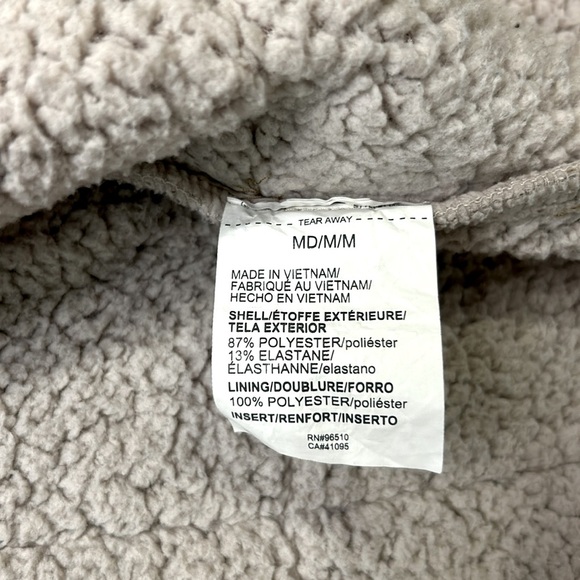 TEAR AWAY
MD/M/M
MADE IN VIETNAM/
FABRIQUÉ AU VIETNAM/
HECHO EN VIETNAM
SHELL/ÉTOFFE EXTÉRIEURE/
TELA EXTERIOR
87% POLYESTER/poliéster
13% ELASTANE/
ÉLASTHANNE/elastano
LINING/DOUBLURE/FORRO
100% POLYESTER/poliéster
INSERT/RENFORT/INSERTO
RN#96510
CA#41095